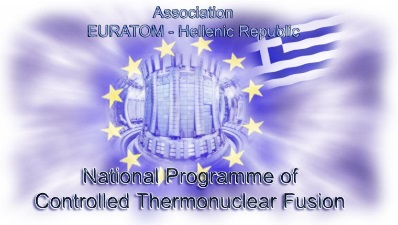 Association
EURATOM - Hellenic Republic
National Programme of
Controlled Thermonuclear Fusion